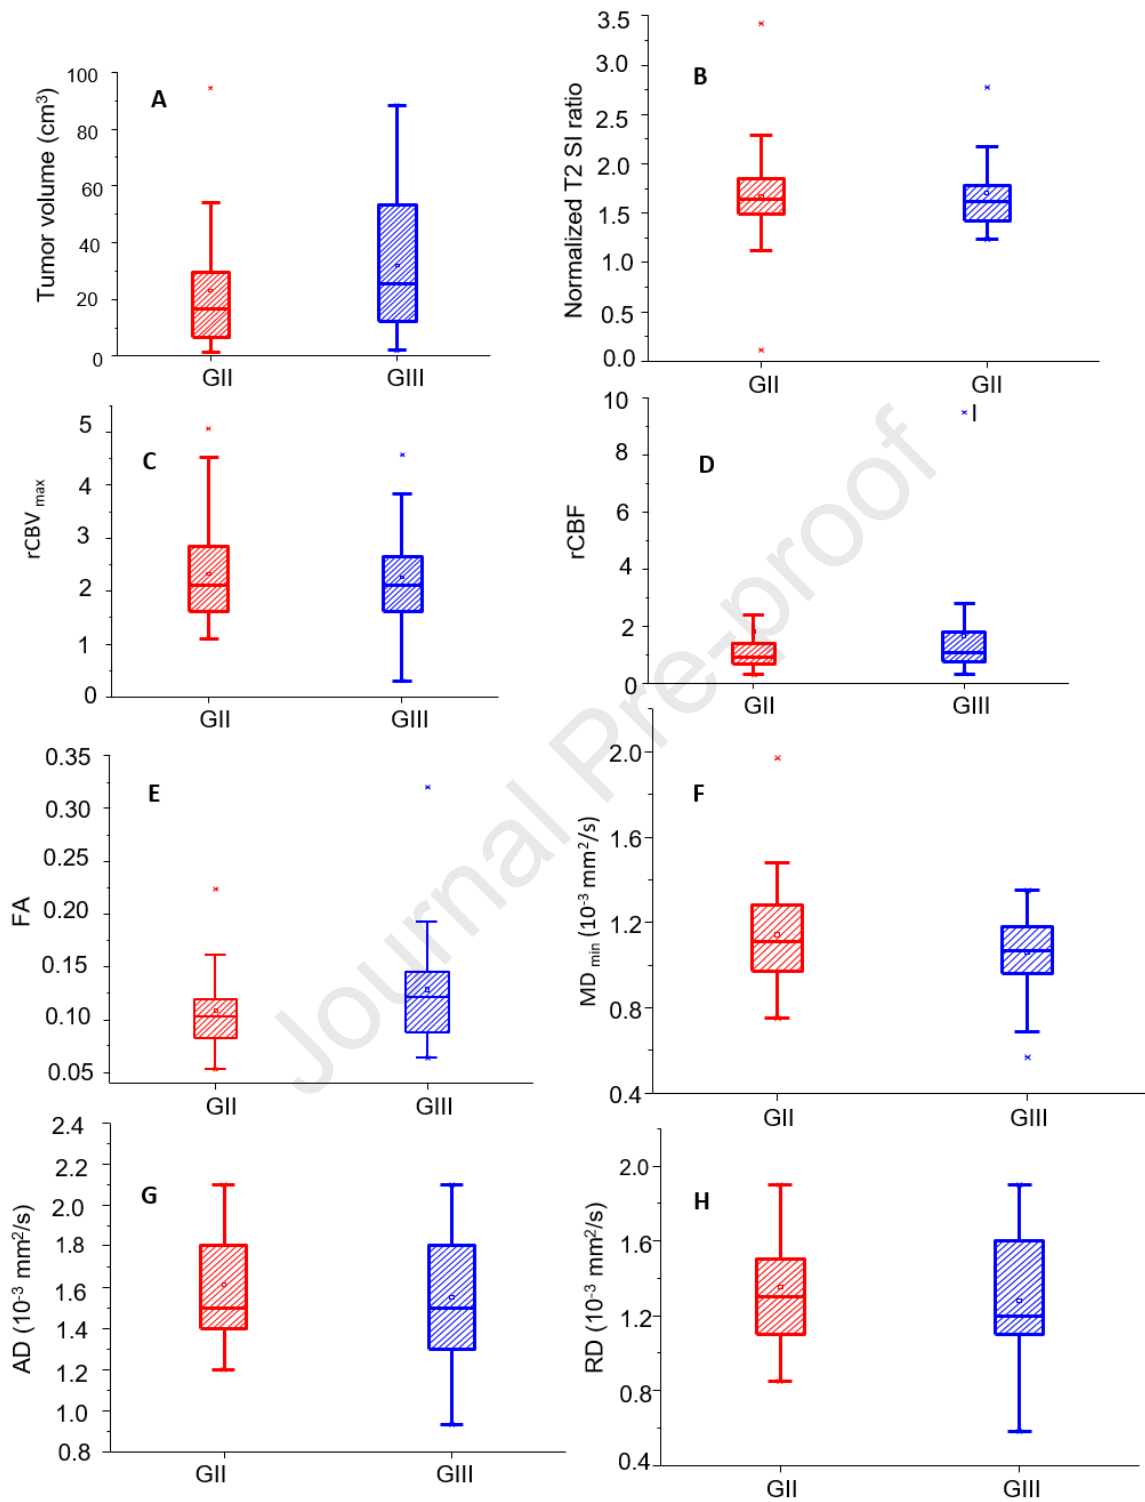 A
Tumor volume (cm³)
100
80
60
40
20
0
GII
GIII
B
Normalized T2 SI ratio
3.5
3.0
2.5
2.0
1.5
1.0
0.5
0.0
GII
GII
C
rCBV max
5
4
3
2
1
0
GII
GIII
D
rCBF
10
8
6
4
2
0
GII
GIII
E
FA
0.35
0.30
0.25
0.20
0.15
0.10
0.05
GII
GIII
F
MD min (10⁻³ mm²/s)
2.0
1.6
1.2
0.8
0.4
GII
GIII
G
AD (10⁻³ mm²/s)
2.4
2.2
2.0
1.8
1.6
1.4
1.2
1.0
0.8
GII
GIII
H
RD (10⁻³ mm²/s)
2.0
1.6
1.2
0.8
0.4
GII
GIII
Journal Pre-proof